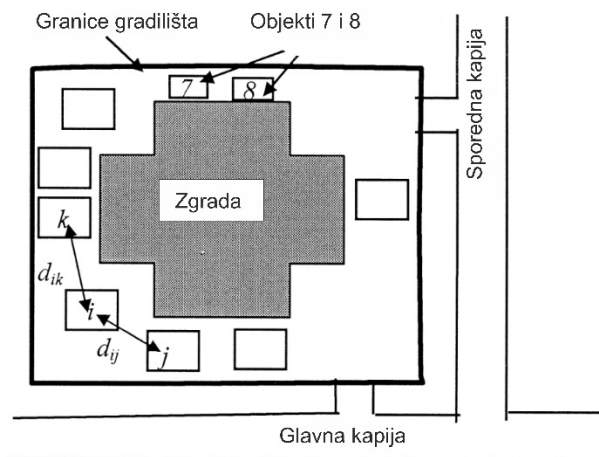 Granice gradilišta
Objekti 7 i 8
7
8
Sporedna kapija
Zgrada
k
d_ik
i
d_ij
j
Glavna kapija